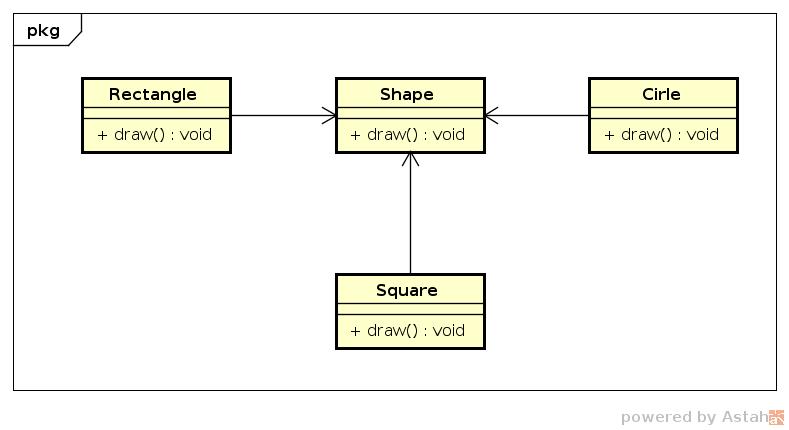 pkg
Rectangle
+ draw() : void
Shape
+ draw() : void
Cirle
+ draw() : void
Square
+ draw() : void
powered by Astah